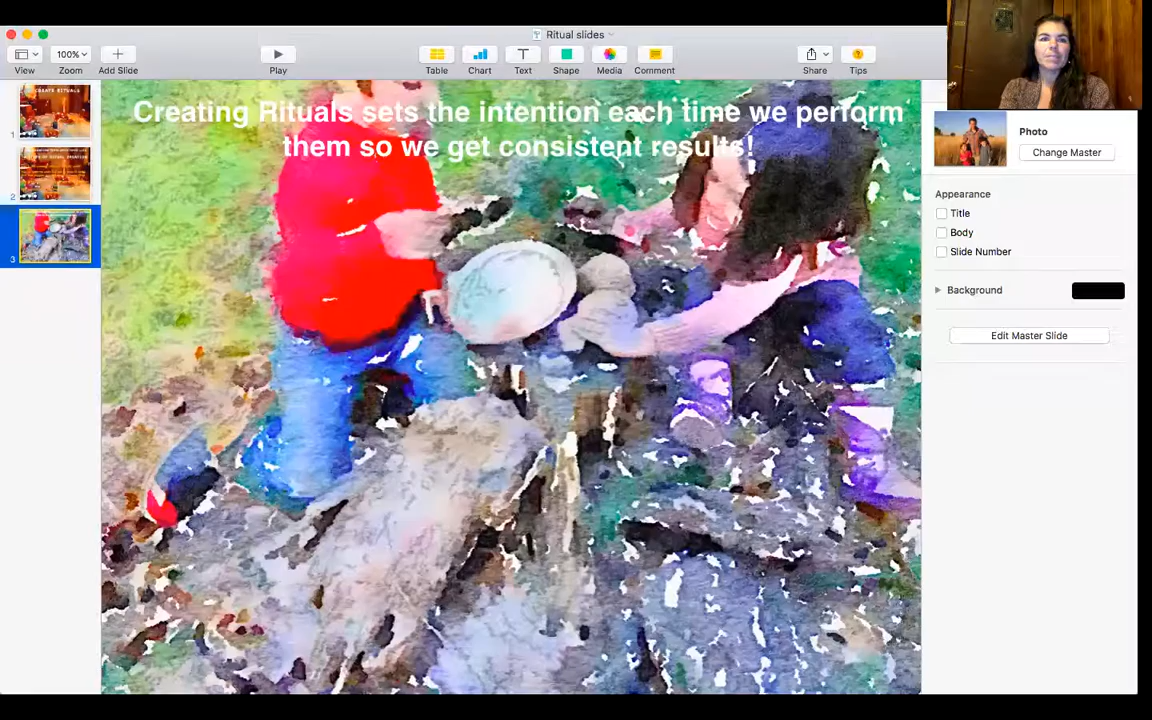 Ritual slides
View
100%
Zoom
Add Slide
Play
Table
Chart
Text
Shape
Media
Comment
Share
Tips
Creating Rituals sets the intention each time we perform
them so we get consistent results!
1
2
3
CREATE RITUALS
Photo
Change Master
Appearance
Title
Body
Slide Number
Background
Edit Master Slide